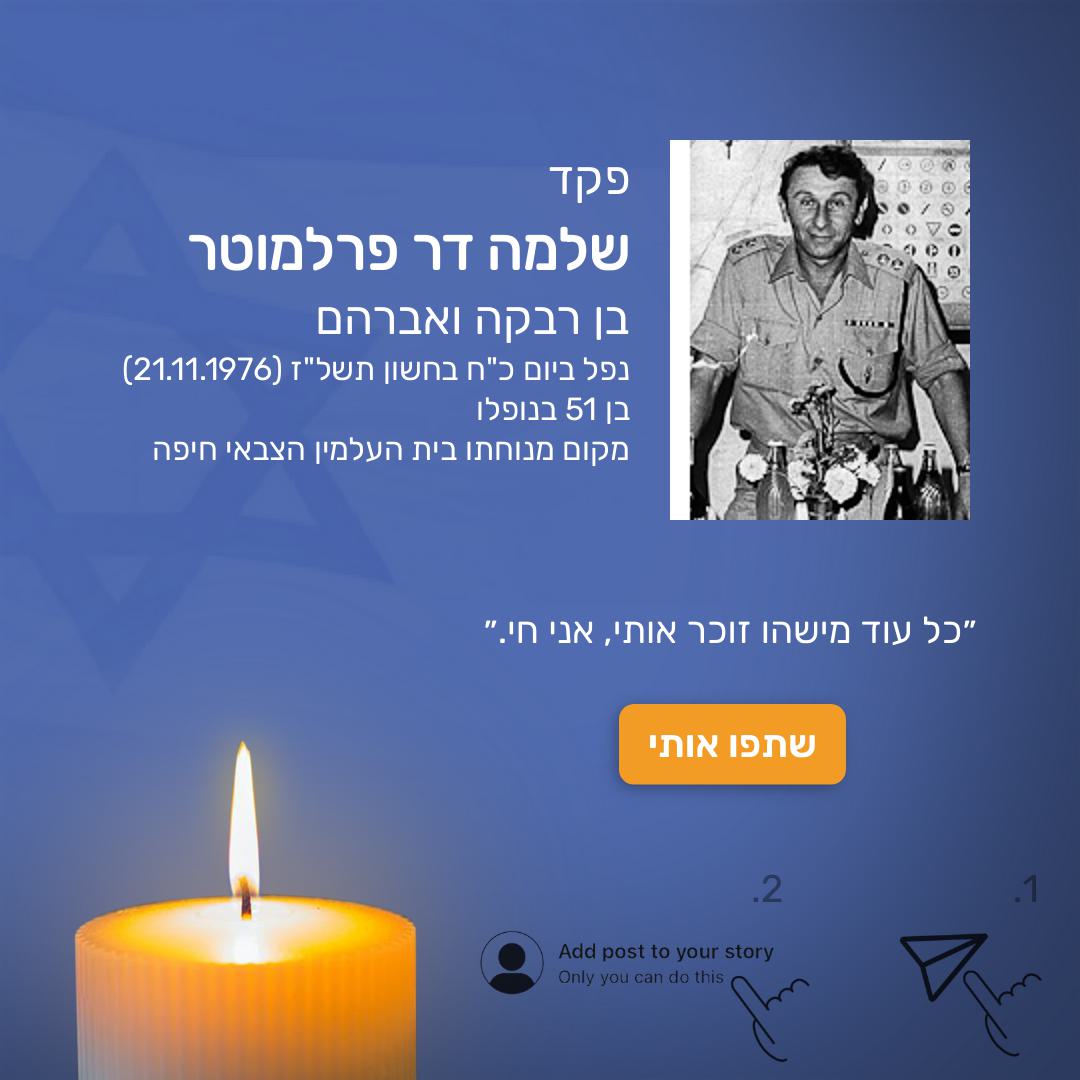 פקד
שלמה דר פרלמוטר
בן רבקה ואברהם
נפל ביום כ"ח בחשון תשל"ז (21.11.1976)
בן 51 בנופלו
מקום מנוחתו בית העלמין הצבאי חיפה
״כל עוד מישהו זוכר אותי, אני חי.״
שתפו אותי
.1
.2
Add post to your story
Only you can do this